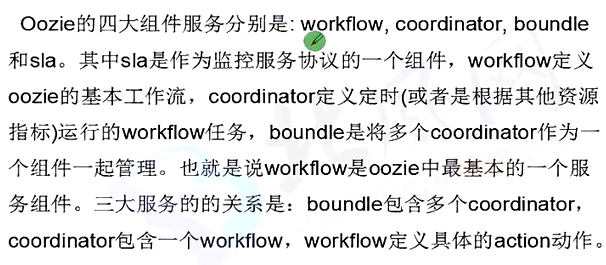 Oozie的四大组件服务分别是: workflow, coordinator, boundle
和sla。其中sla是作为监控服务协议的一个组件，workflow定义
oozie的基本工作流，coordinator定义定时(或者是根据其他资源
指标)运行的workflow任务，boundle是将多个coordinator作为一
个组件一起管理。也就是说workflow是oozie中最基本的一个服
务组件。三大服务的的关系是：boundle包含多个coordinator，
coordinator包含一个workflow，workflow定义具体的action动作。